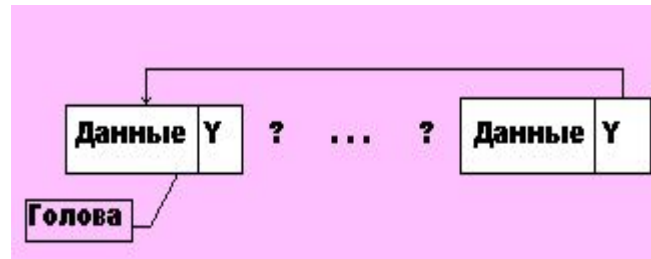 Данные Y ? ... ? Данные Y
Голова